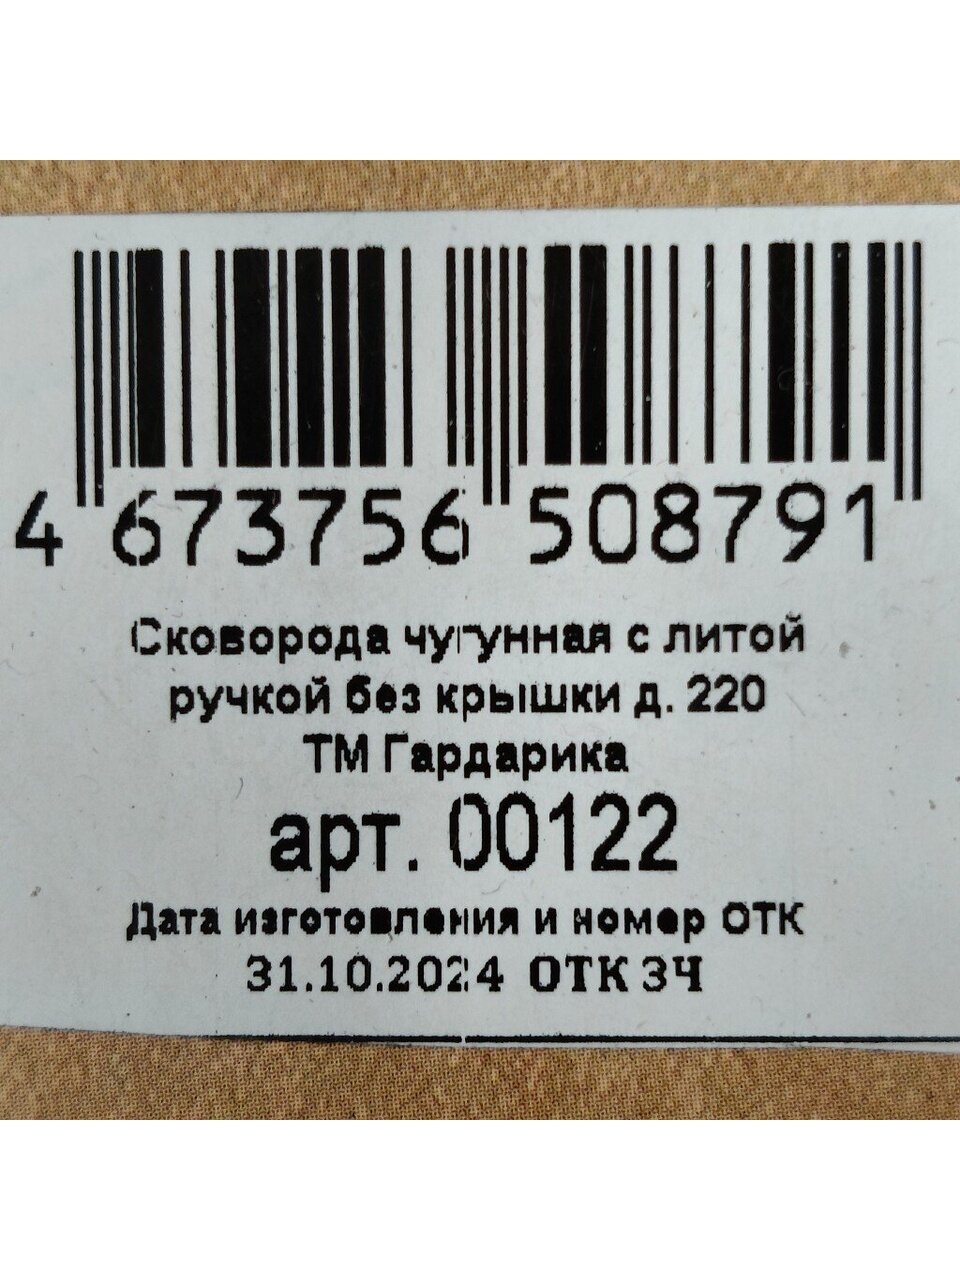 4 673756 508791
Сковорода чугунная с литой
ручкой без крышки д. 220
ТМ Гардарика
арт. 00122
Дата изготовления и номер ОТК
31.10.2024 ОТК 3Ч